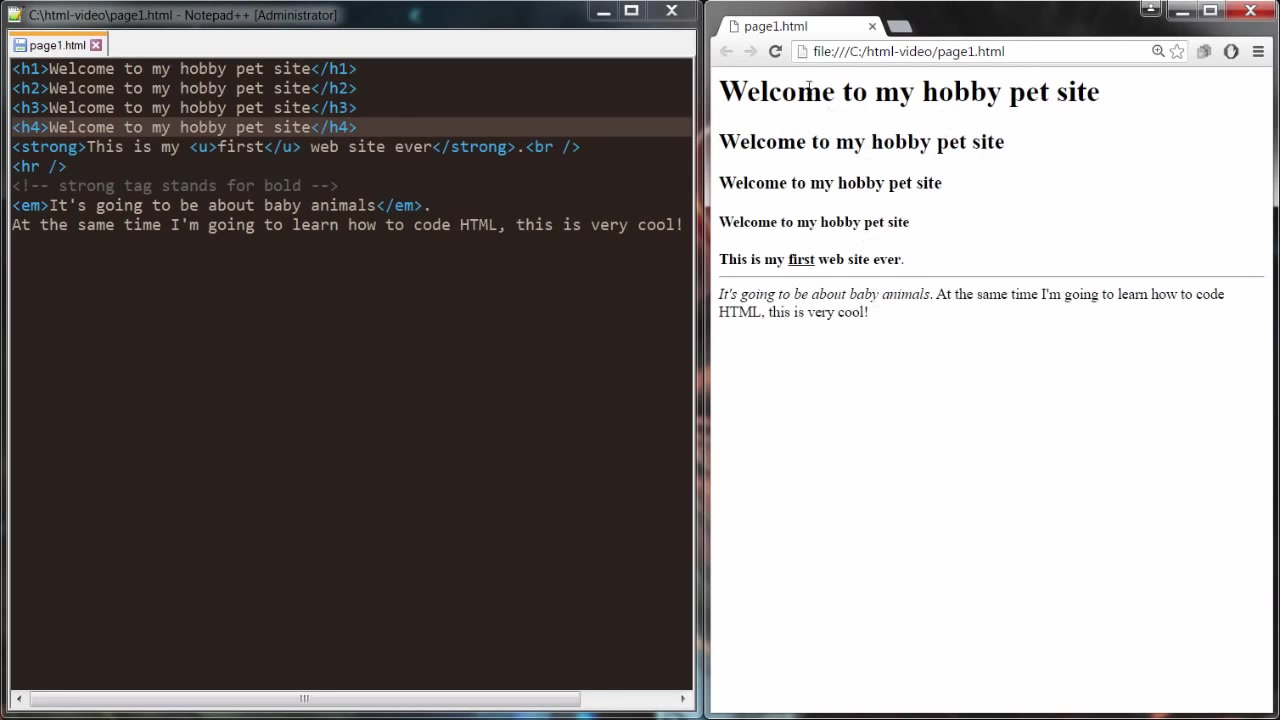 C:\html-video\page1.html - Notepad++ [Administrator]
page1.html
<h1>Welcome to my hobby pet site</h1>
<h2>Welcome to my hobby pet site</h2>
<h3>Welcome to my hobby pet site</h3>
<h4>Welcome to my hobby pet site</h4>
<strong>This is my <u>first</u> web site ever</strong>.<br />
<hr />
<!-- strong tag stands for bold -->
<em>It's going to be about baby animals</em>.
At the same time I'm going to learn how to code HTML, this is very cool!
page1.html
file:///C:/html-video/page1.html
Welcome to my hobby pet site
Welcome to my hobby pet site
Welcome to my hobby pet site
Welcome to my hobby pet site
This is my first web site ever.
It's going to be about baby animals. At the same time I'm going to learn how to code
HTML, this is very cool!